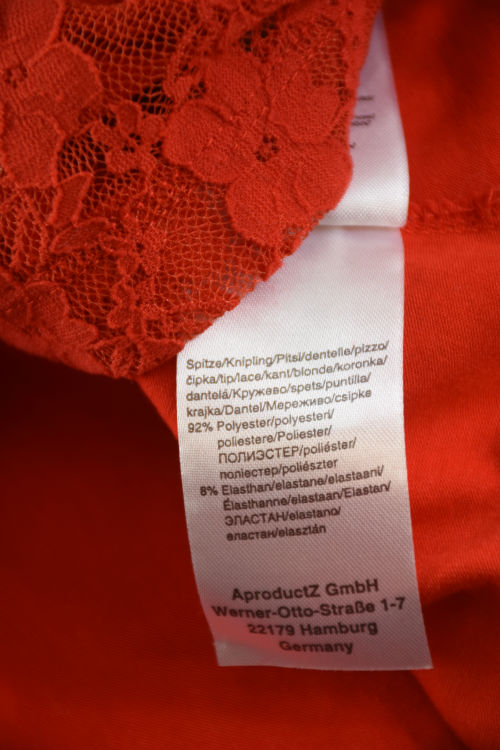 Spitze/Knipling/Pitsi/dentelle/pizzo/
čipka/tip/lace/kant/blonde/koronka/
dantelă/Кружево/spets/puntilla/
krajka/Dantel/Мереживо/csipke
92% Polyester/polyesteri/
poliestere/Poliester/
ПОЛИЭСТЕР/poliéster/
поліестер/poliészter
8% Elasthan/elastane/elastaani/
Élasthanne/elastaan/Elastan/
ЭЛАСТАН/elastano/
еластан/elasztán
AproductZ GmbH
Werner-Otto-Straße 1-7
22179 Hamburg
Germany